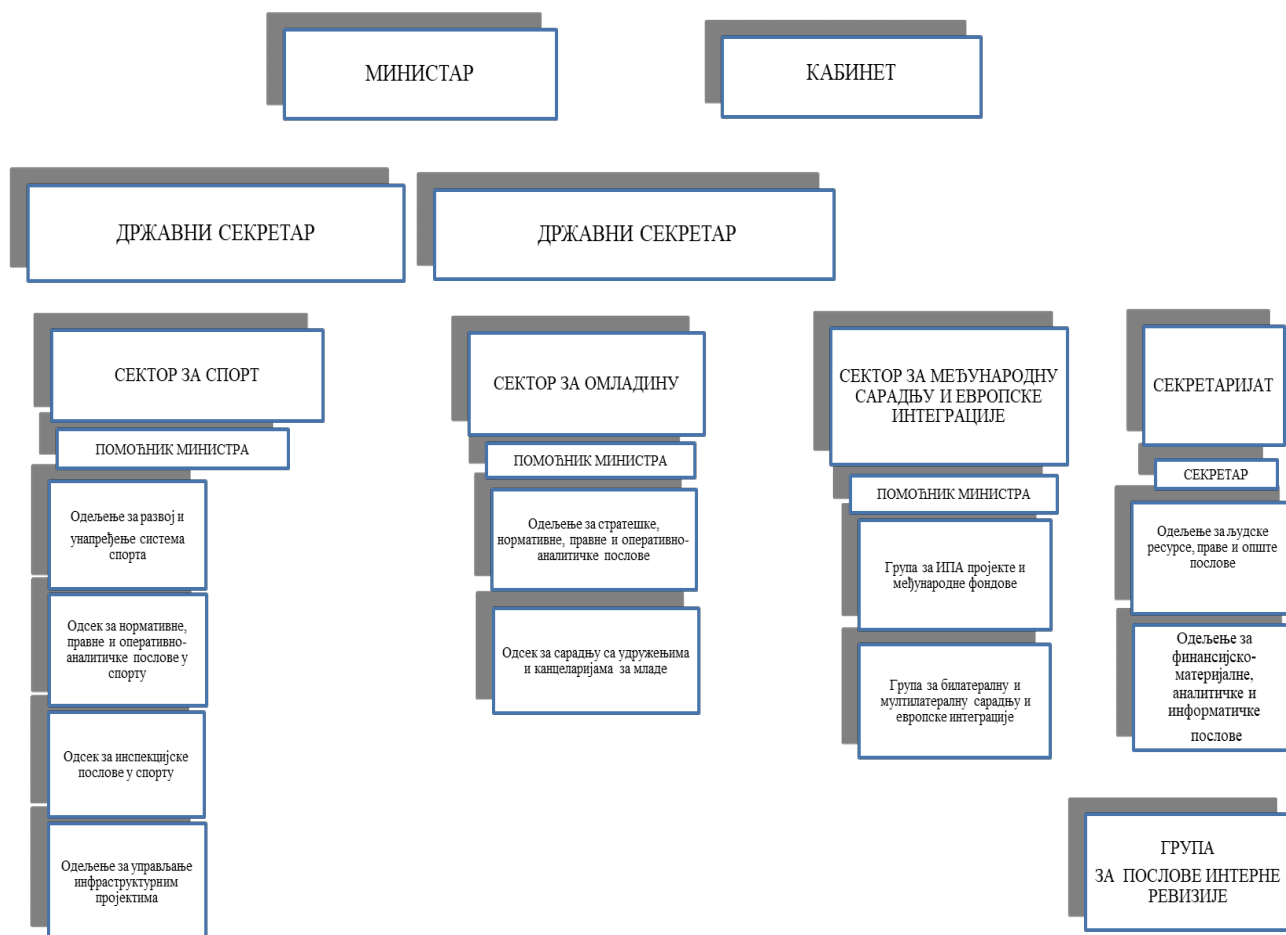 МИНИСТАР
КАБИНЕТ
ДРЖАВНИ СЕКРЕТАР
ДРЖАВНИ СЕКРЕТАР
СЕКТОР ЗА СПОРТ
ПОМОЋНИК МИНИСТРА
Одељење за развој и
унапређење система
спорта
Одсек за нормативне,
правне и оперативно-
аналитичке послове у
спорту
Одсек за инспекцијске
послове у спорту
Одељење за управљање
инфраструктурним
пројектима
СЕКТОР ЗА ОМЛАДИНУ
ПОМОЋНИК МИНИСТРА
Одељење за стратешке,
нормативне, правне и оперативно-
аналитичке послове
Одсек за сарадњу са удружењима
и канцеларијама за младе
СЕКТОР ЗА МЕЂУНАРОДНУ
САРАДЊУ И ЕВРОПСКЕ
ИНТЕГРАЦИЈЕ
ПОМОЋНИК МИНИСТРА
Група за ИПА пројекте и
међународне фондове
Група за билатералну и
мултилатералну сарадњу и
европске интеграције
СЕКРЕТАРИЈАТ
СЕКРЕТАР
Одељење за људске
ресурсе, праве и опште
послове
Одељење за
финансијско-
материјалне,
аналитичке и
информатичке
послове
ГРУПА
ЗА ПОСЛОВЕ ИНТЕРНЕ
РЕВИЗИЈЕ